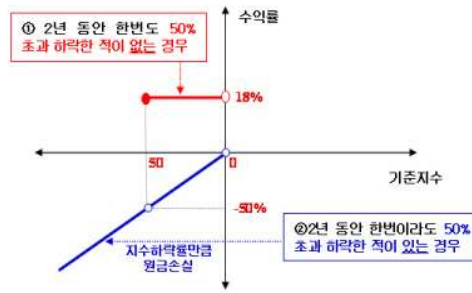 수익률
① 2년 동안 한번도 50%
초과 하락한 적이 없는 경우
18%
50
0
기준지수
-50%
②2년 동안 한번이라도 50%
초과 하락한 적이 있는 경우
지수하락률만큼
원금손실